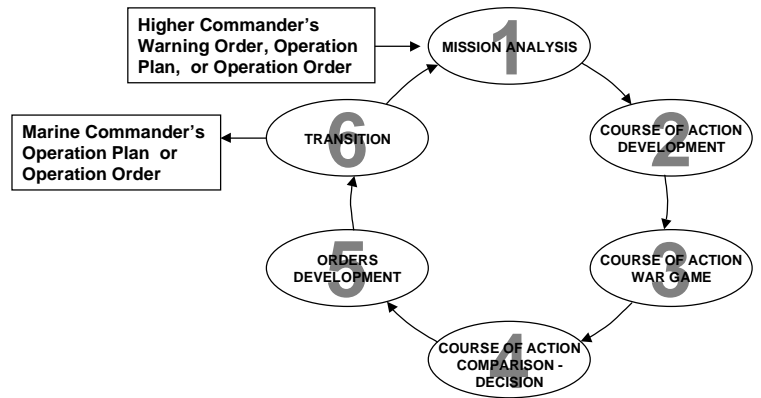 Higher Commander's
Warning Order, Operation
Plan, or Operation Order
1
MISSION ANALYSIS
2
COURSE OF ACTION
DEVELOPMENT
3
COURSE OF ACTION
WAR GAME
4
COURSE OF ACTION
COMPARISON -
DECISION
5
ORDERS
DEVELOPMENT
6
TRANSITION
Marine Commander's
Operation Plan or
Operation Order